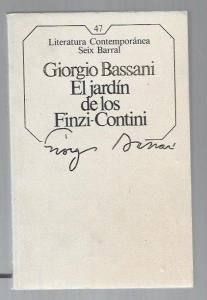 47
Literatura Contemporánea
Seix Barral
Giorgio Bassani
El jardín
de los
Finzi-Contini